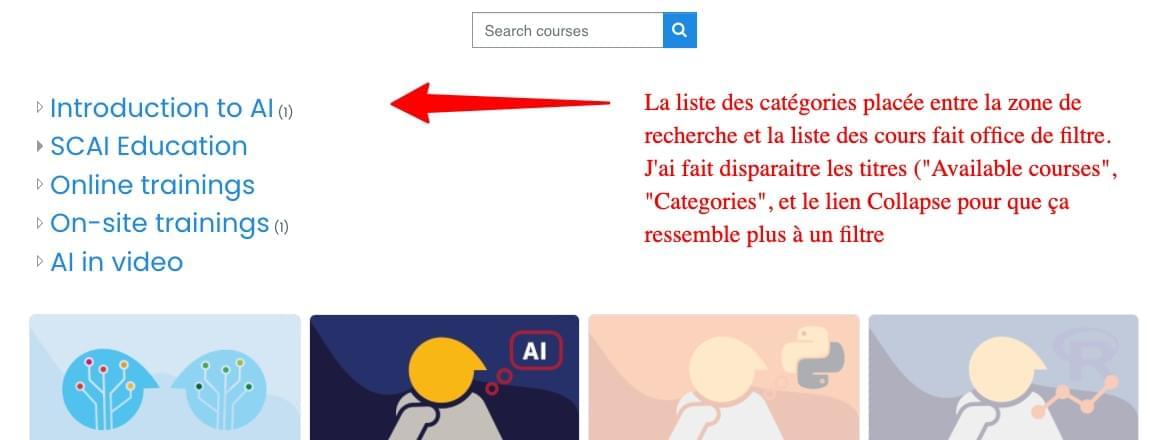 Search courses
Introduction to AI (1)
SCAI Education
Online trainings
On-site trainings (1)
AI in video
La liste des catégories placée entre la zone de
recherche et la liste des cours fait office de filtre.
J'ai fait disparaitre les titres ("Available courses",
"Categories", et le lien Collapse pour que ça
ressemble plus à un filtre
AI
R